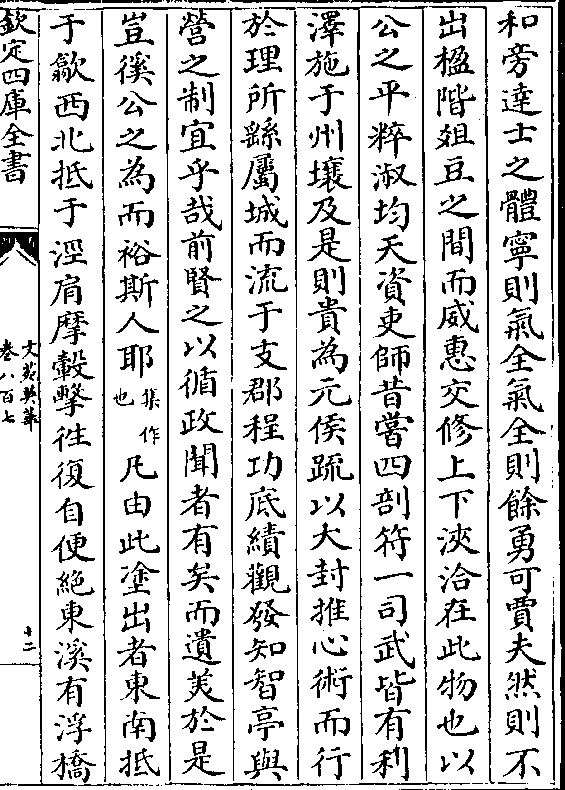 和旁達士之體寧則氣全氣全則餘勇可賈夫然則不
出楹階俎豆之間而威惠交修上下浹洽在此物也以
公之平粹淑均天資吏師昔嘗四剖符一司武皆有利
澤施于州壤及是則貴為元侯疏以大封推心術而行
於理所繇屬城而流于支郡程功底績觀發知智亭與
營之制宜乎哉前賢之以循政聞者有矣而遺美於是
豈徯公之為而裕斯人耶集作也凡由此塗出者東南抵
于歙西北抵于涇肩摩轂擊徃復自便絶東溪有浮橋
欽定四庫全書
文苑英華
卷八百七
十二